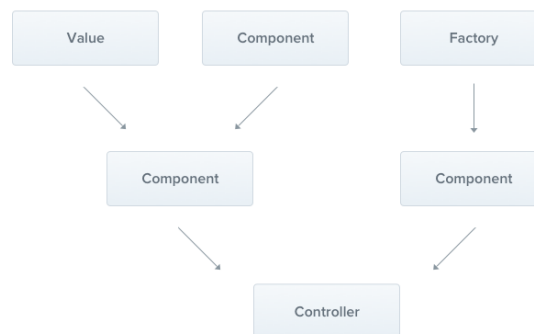 Value
Component
Factory
Component
Component
Controller